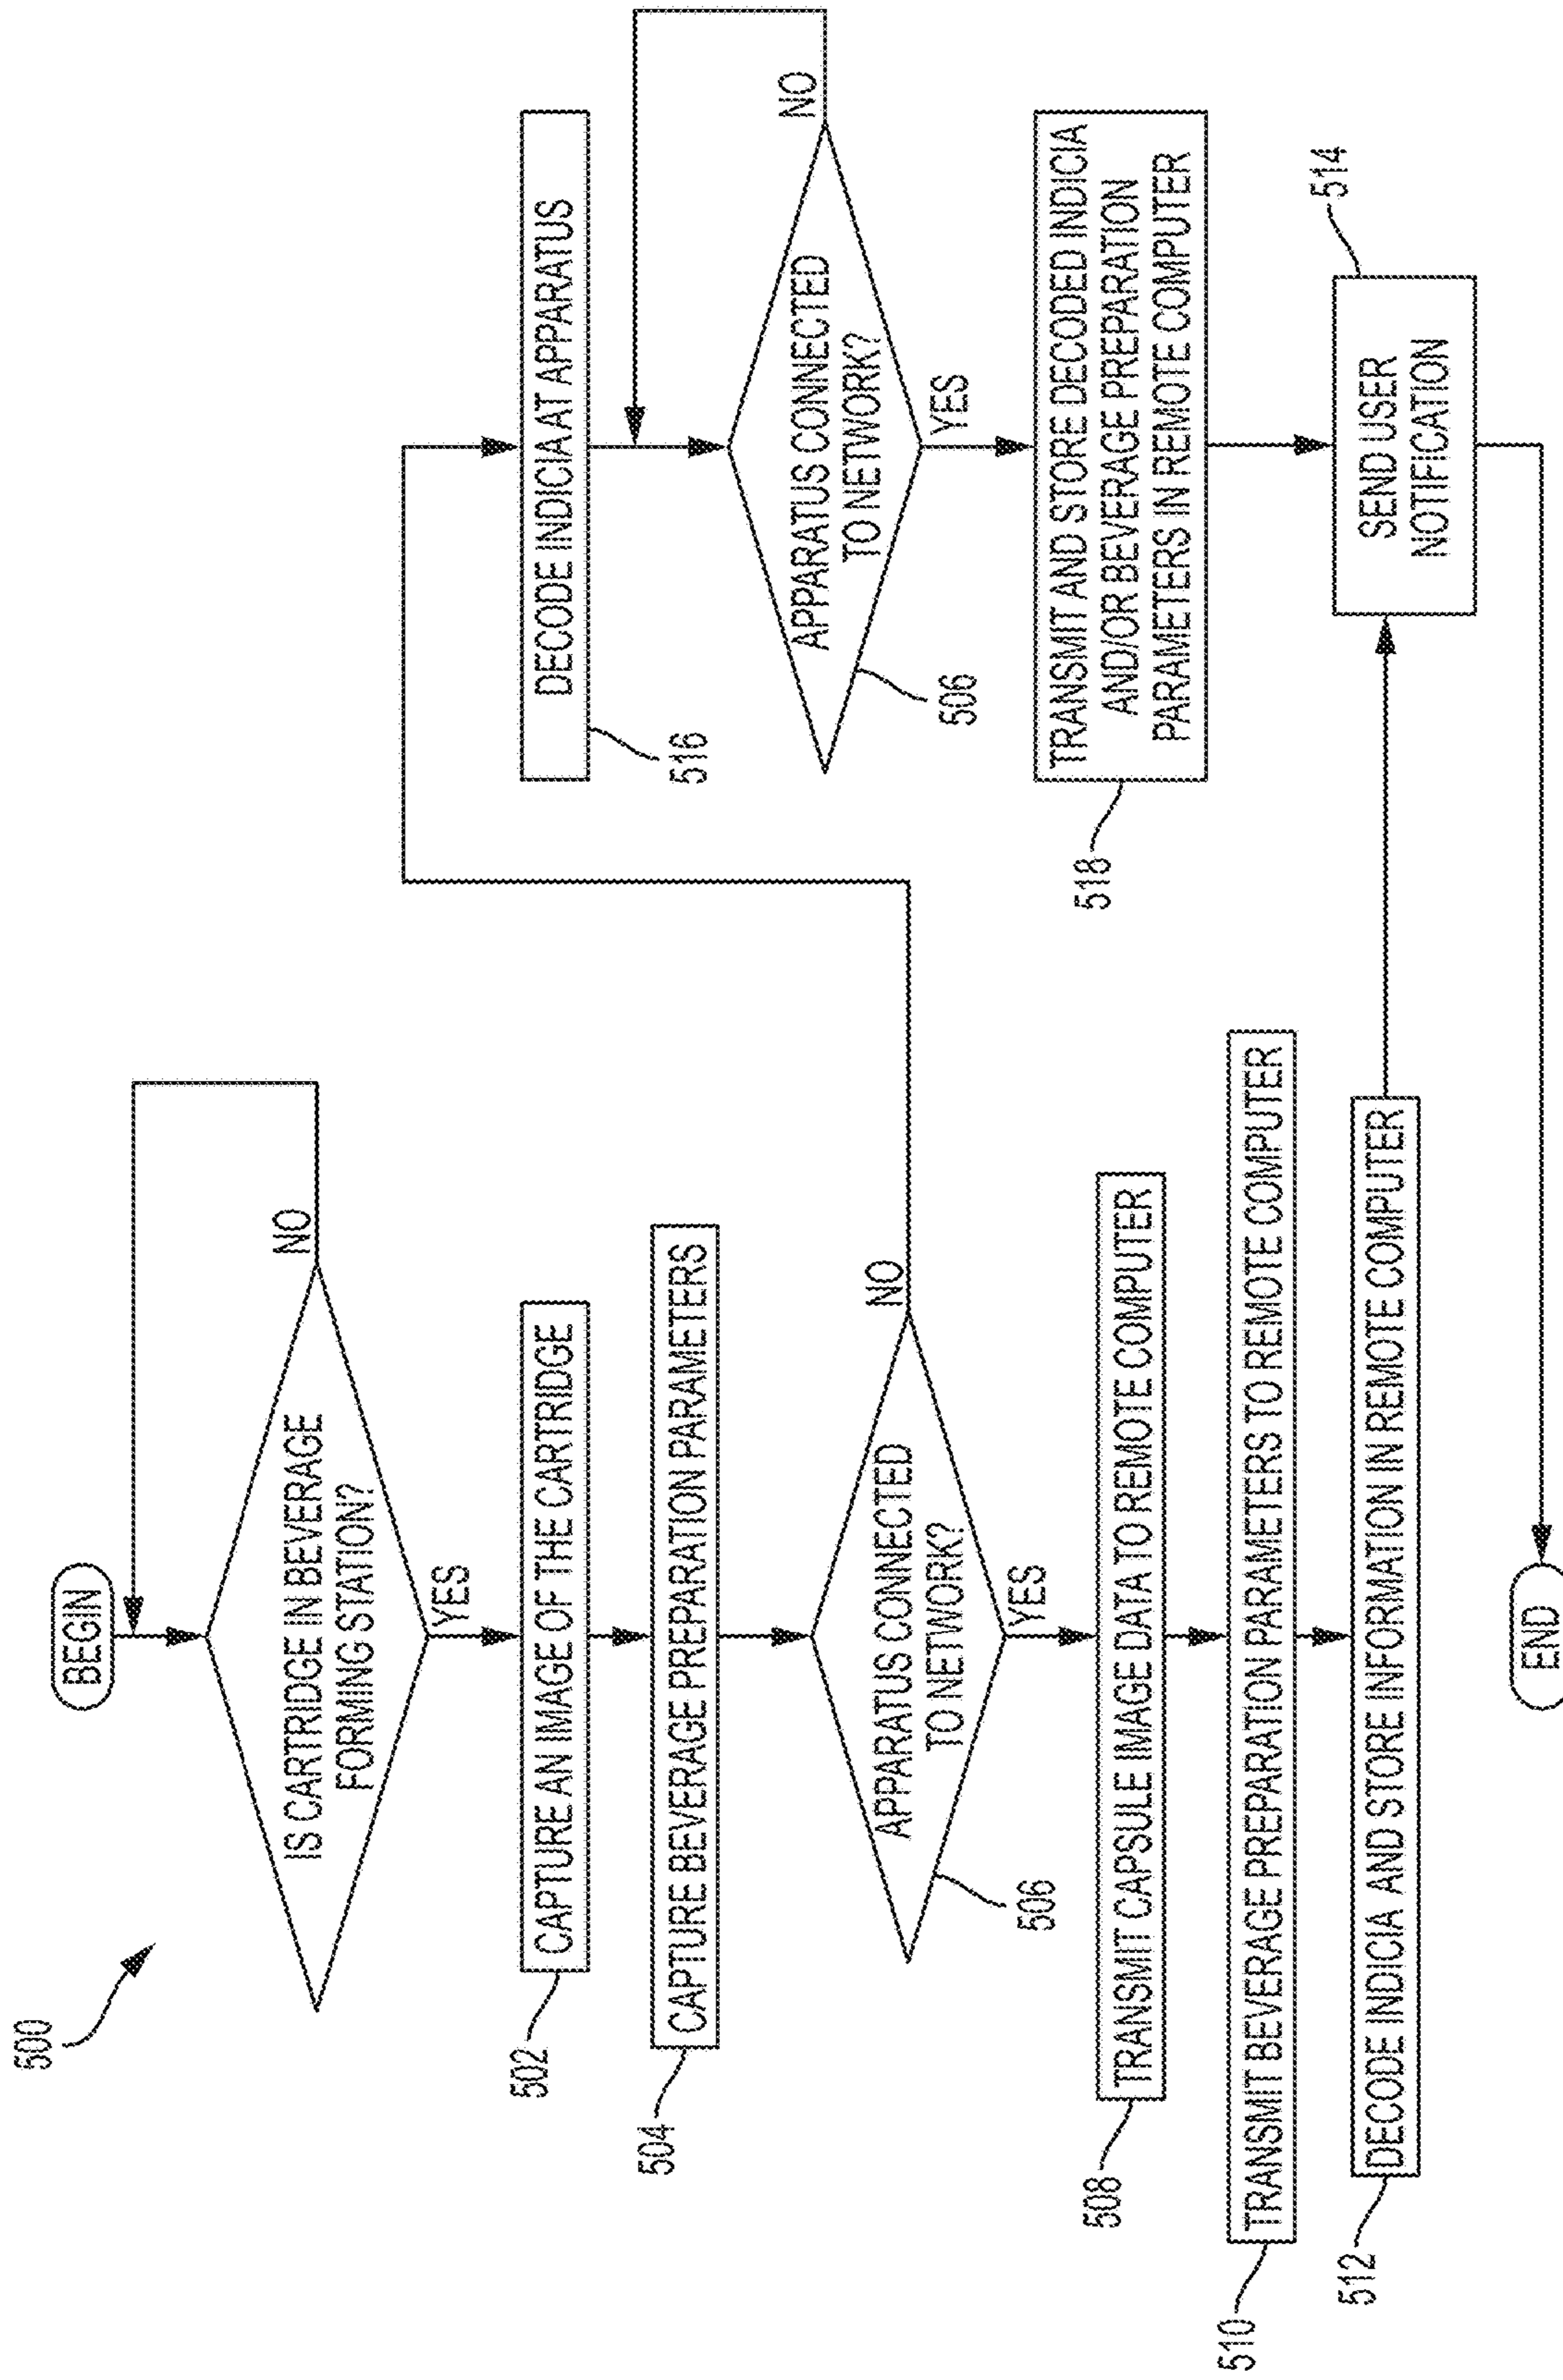 500
BEGIN
IS CARTRIDGE IN BEVERAGE
FORMING STATION?
NO
YES
CAPTURE AN IMAGE OF THE CARTRIDGE
502
CAPTURE BEVERAGE PREPARATION PARAMETERS
504
APPARATUS CONNECTED
TO NETWORK?
NO
506
YES
TRANSMIT CAPSULE IMAGE DATA TO REMOTE COMPUTER
508
TRANSMIT BEVERAGE PREPARATION PARAMETERS TO REMOTE COMPUTER
510
DECODE INDICIA AND STORE INFORMATION IN REMOTE COMPUTER
512
END
DECODE INDICIA AT APPARATUS
516
APPARATUS CONNECTED
TO NETWORK?
NO
506
YES
TRANSMIT AND STORE DECODED INDICIA
AND/OR BEVERAGE PREPARATION
PARAMETERS IN REMOTE COMPUTER
518
SEND USER
NOTIFICATION
514